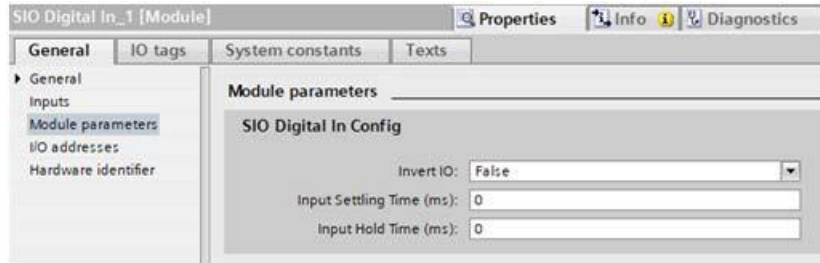 SIO Digital In_1 [Module]
Properties
Info
Diagnostics
General
IO tags
System constants
Texts
General
Inputs
Module parameters
I/O addresses
Hardware identifier
Module parameters
SIO Digital In Config
Invert IO: False
Input Settling Time (ms): 0
Input Hold Time (ms): 0